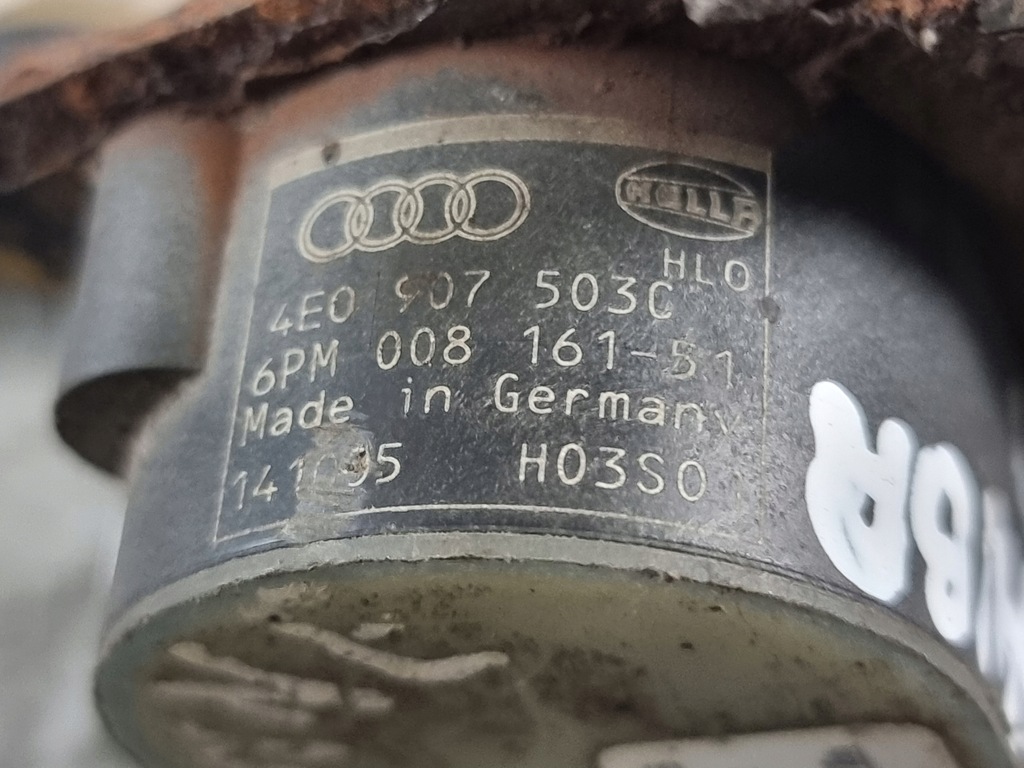 HELLA
HLO
4E0 907 503C
6PM 008 161-51
Made in Germany
H03S0